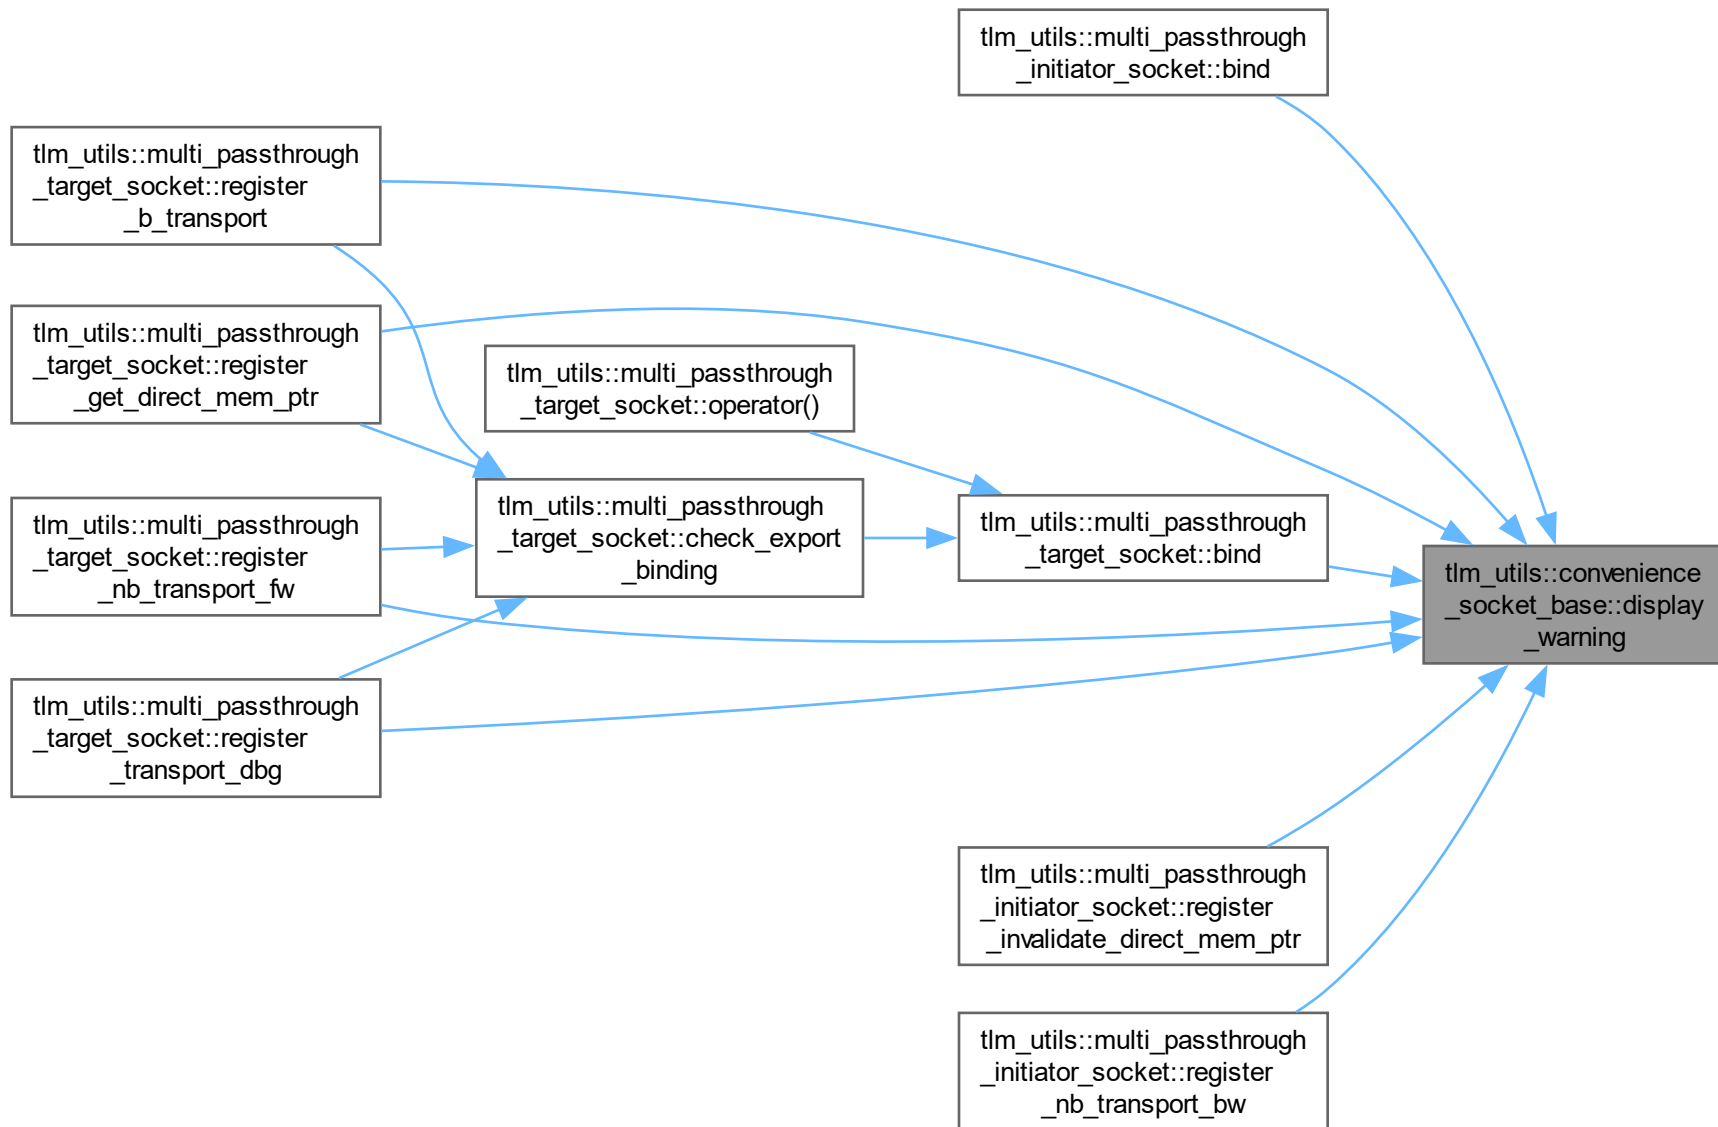 tlm_utils::multi_passthrough
_initiator_socket::bind
tlm_utils::multi_passthrough
_target_socket::register
_b_transport
tlm_utils::multi_passthrough
_target_socket::register
_get_direct_mem_ptr
tlm_utils::multi_passthrough
_target_socket::operator()
tlm_utils::multi_passthrough
_target_socket::check_export
_binding
tlm_utils::multi_passthrough
_target_socket::bind
tlm_utils::multi_passthrough
_target_socket::register
_nb_transport_fw
tlm_utils::convenience
_socket_base::display
_warning
tlm_utils::multi_passthrough
_target_socket::register
_transport_dbg
tlm_utils::multi_passthrough
_initiator_socket::register
_invalidate_direct_mem_ptr
tlm_utils::multi_passthrough
_initiator_socket::register
_nb_transport_bw